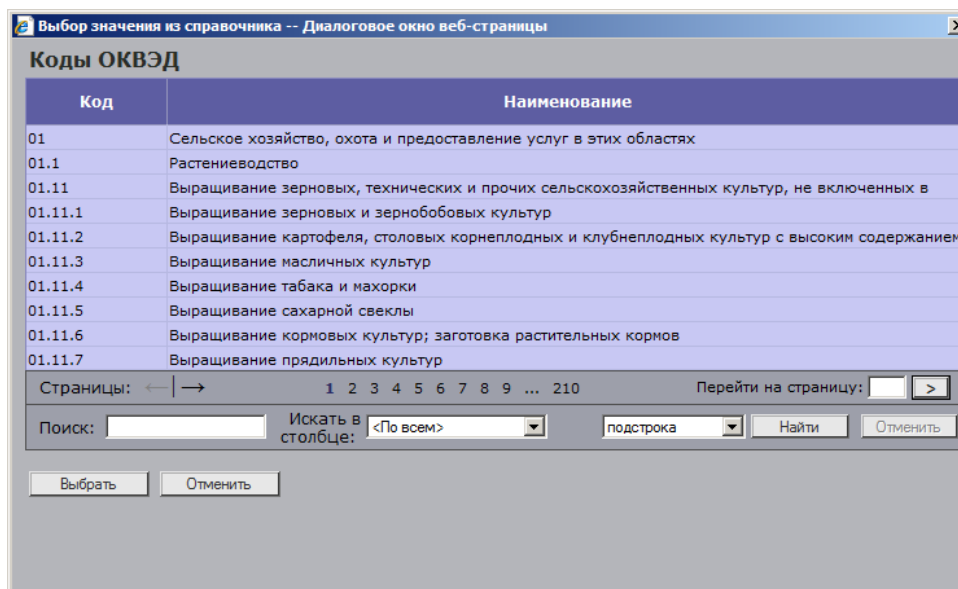 Выбор значения из справочника -- Диалоговое окно веб-страницы
Коды ОКВЭД
Код Наименование
01 Сельское хозяйство, охота и предоставление услуг в этих областях
01.1 Растениеводство
01.11 Выращивание зерновых, технических и прочих сельскохозяйственных культур, не включенных в
01.11.1 Выращивание зерновых и зернобобовых культур
01.11.2 Выращивание картофеля, столовых корнеплодных и клубнеплодных культур с высоким содержанием
01.11.3 Выращивание масличных культур
01.11.4 Выращивание табака и махорки
01.11.5 Выращивание сахарной свеклы
01.11.6 Выращивание кормовых культур; заготовка растительных кормов
01.11.7 Выращивание прядильных культур
Страницы: ←|→ 1 2 3 4 5 6 7 8 9 ... 210 Перейти на страницу: >
Поиск: Искать в столбце: <По всем> подстрока Найти Отменить
Выбрать Отменить